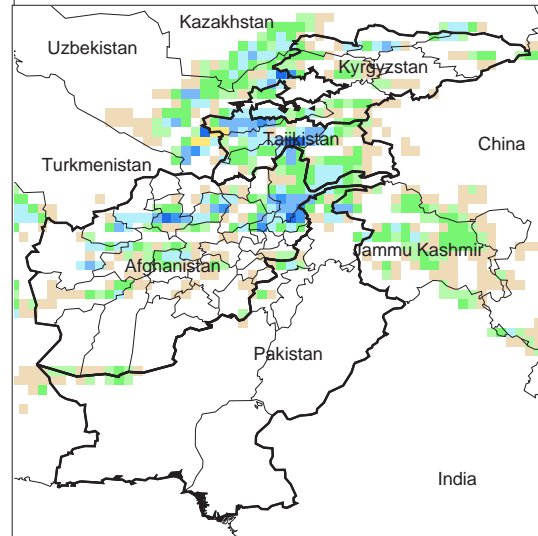 Kazakhstan
Uzbekistan
Kyrgyzstan
Tajikistan
China
Turkmenistan
Jammu Kashmir
Afghanistan
Pakistan
India